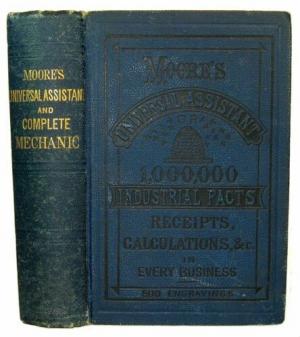 MOORE'S
UNIVERSAL ASSISTANT
AND
COMPLETE
MECHANIC
MOORE'S
UNIVERSAL ASSISTANT
OR
1,000,000
INDUSTRIAL FACTS
RECEIPTS,
CALCULATIONS, &c.
IN
EVERY BUSINESS
500 ENGRAVINGS